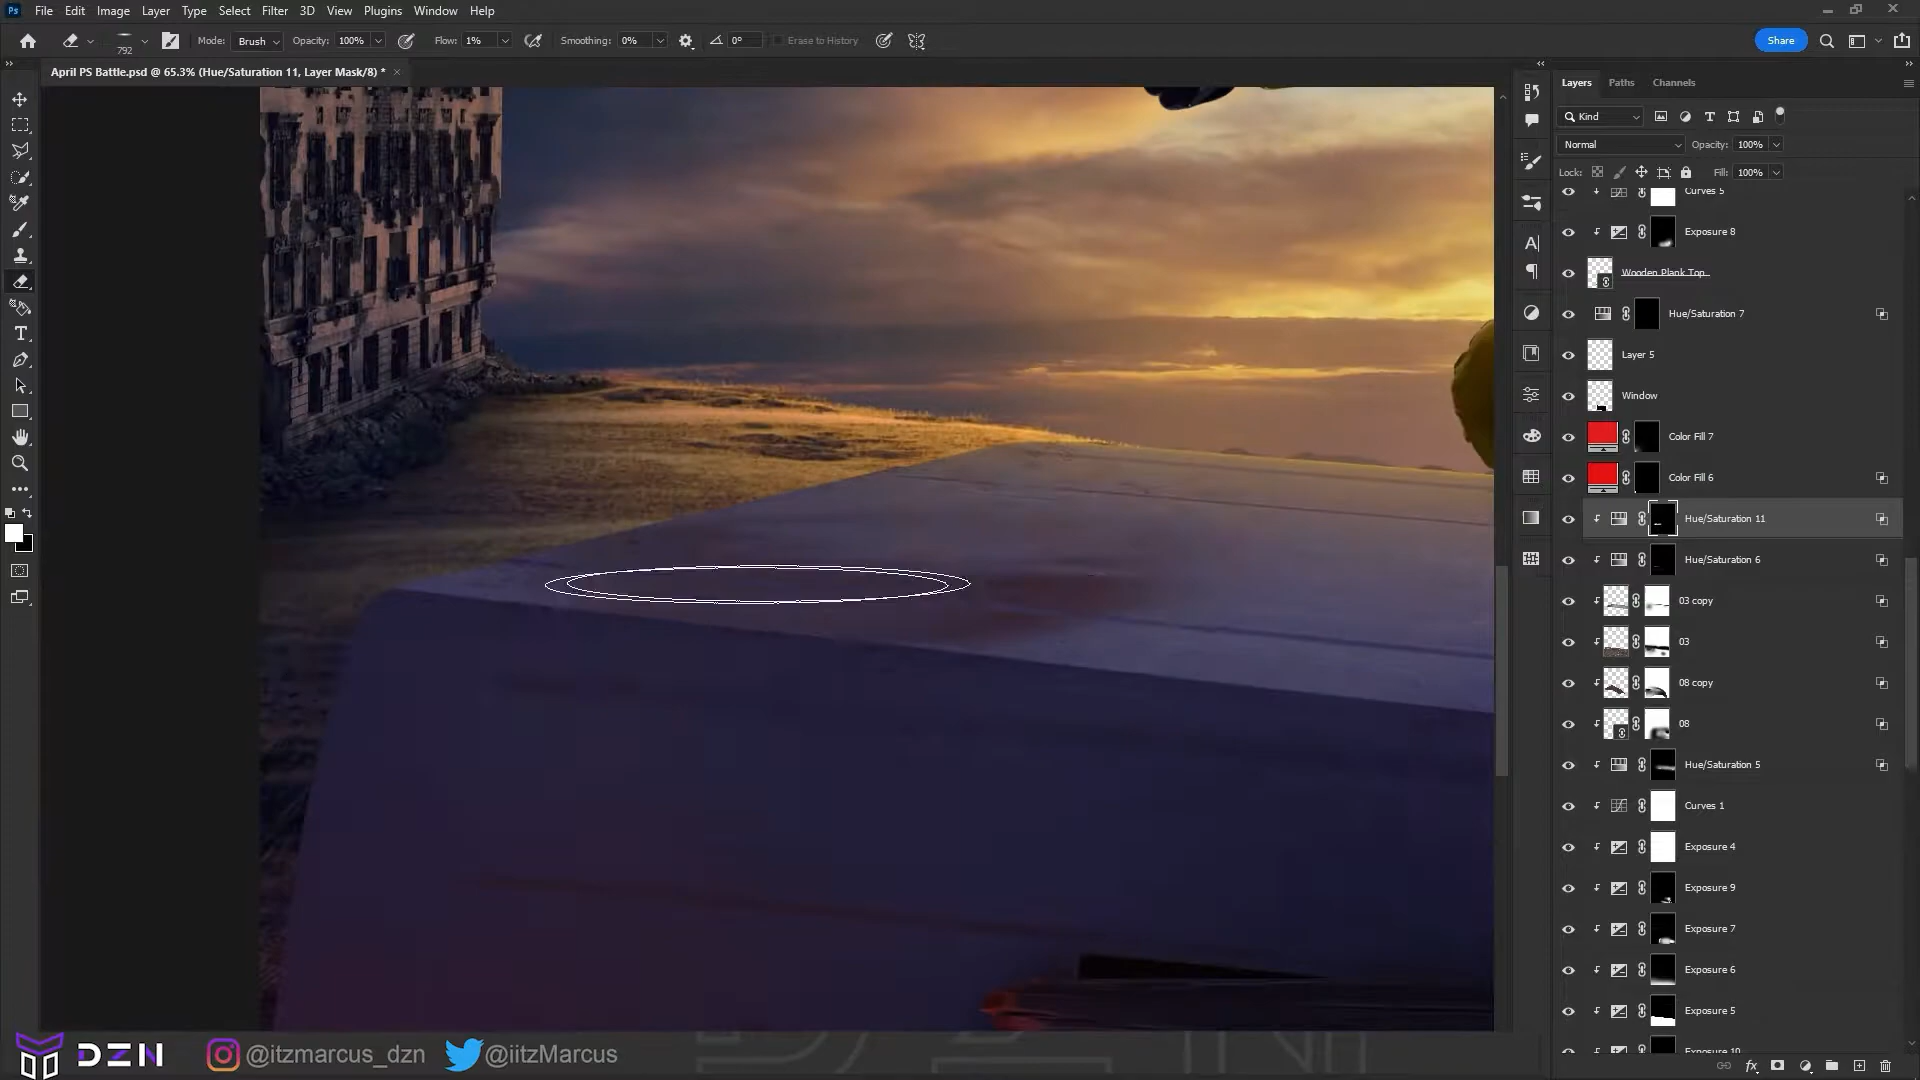 Ps File Edit Image Layer Type Select Filter 3D View Plugins Window Help
792 Mode: Brush Opacity: 100% Flow: 1% Smoothing: 0% 0° Erase to History Share
April PS Battle.psd @ 65.3% (Hue/Saturation 11, Layer Mask/8) *
Layers Paths Channels
Kind
Normal Opacity: 100%
Lock: Fill: 100%
Curves 5
Exposure 8
Wooden Plank Top
Hue/Saturation 7
Layer 5
Window
Color Fill 7
Color Fill 6
Hue/Saturation 11
Hue/Saturation 6
03 copy
03
08 copy
08
Hue/Saturation 5
Curves 1
Exposure 4
Exposure 9
Exposure 7
Exposure 6
Exposure 5
Exposure 10
DZN @itzmarcus_dzn @iitzMarcus